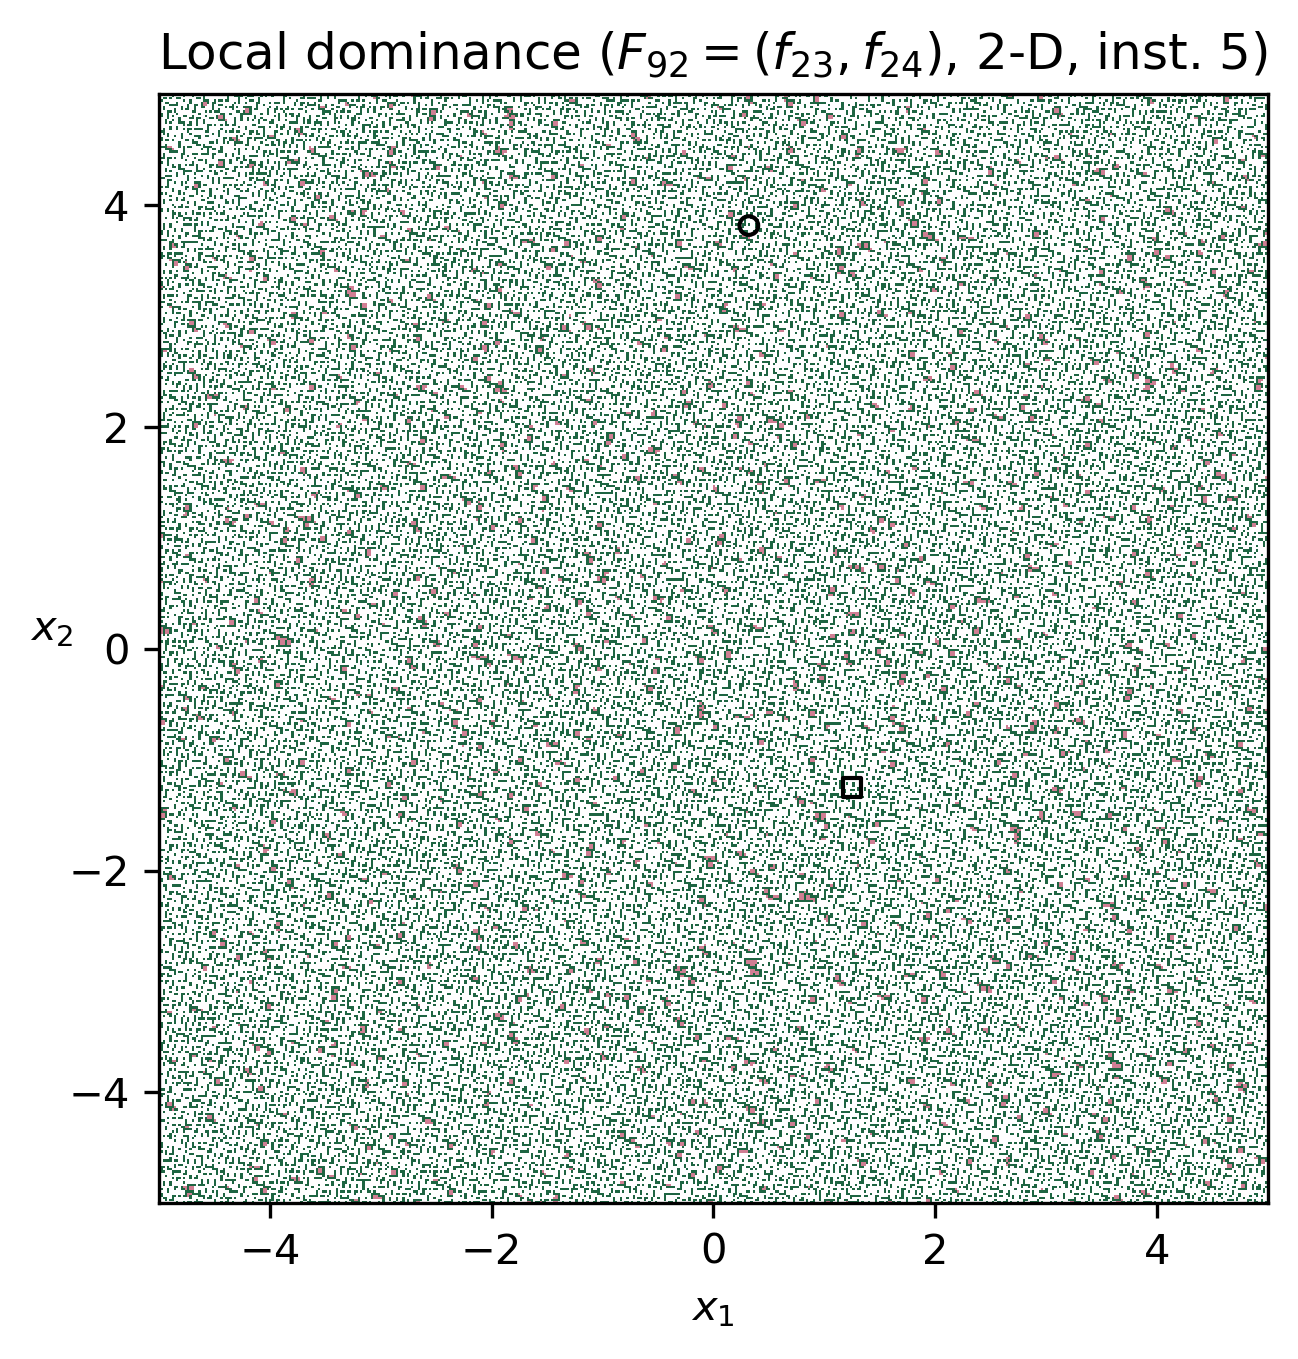 Local dominance (F₉₂ = (f₂₃, f₂₄), 2-D, inst. 5)
4
2
x₂ 0
−2
−4
−4 −2 0 2 4
x₁